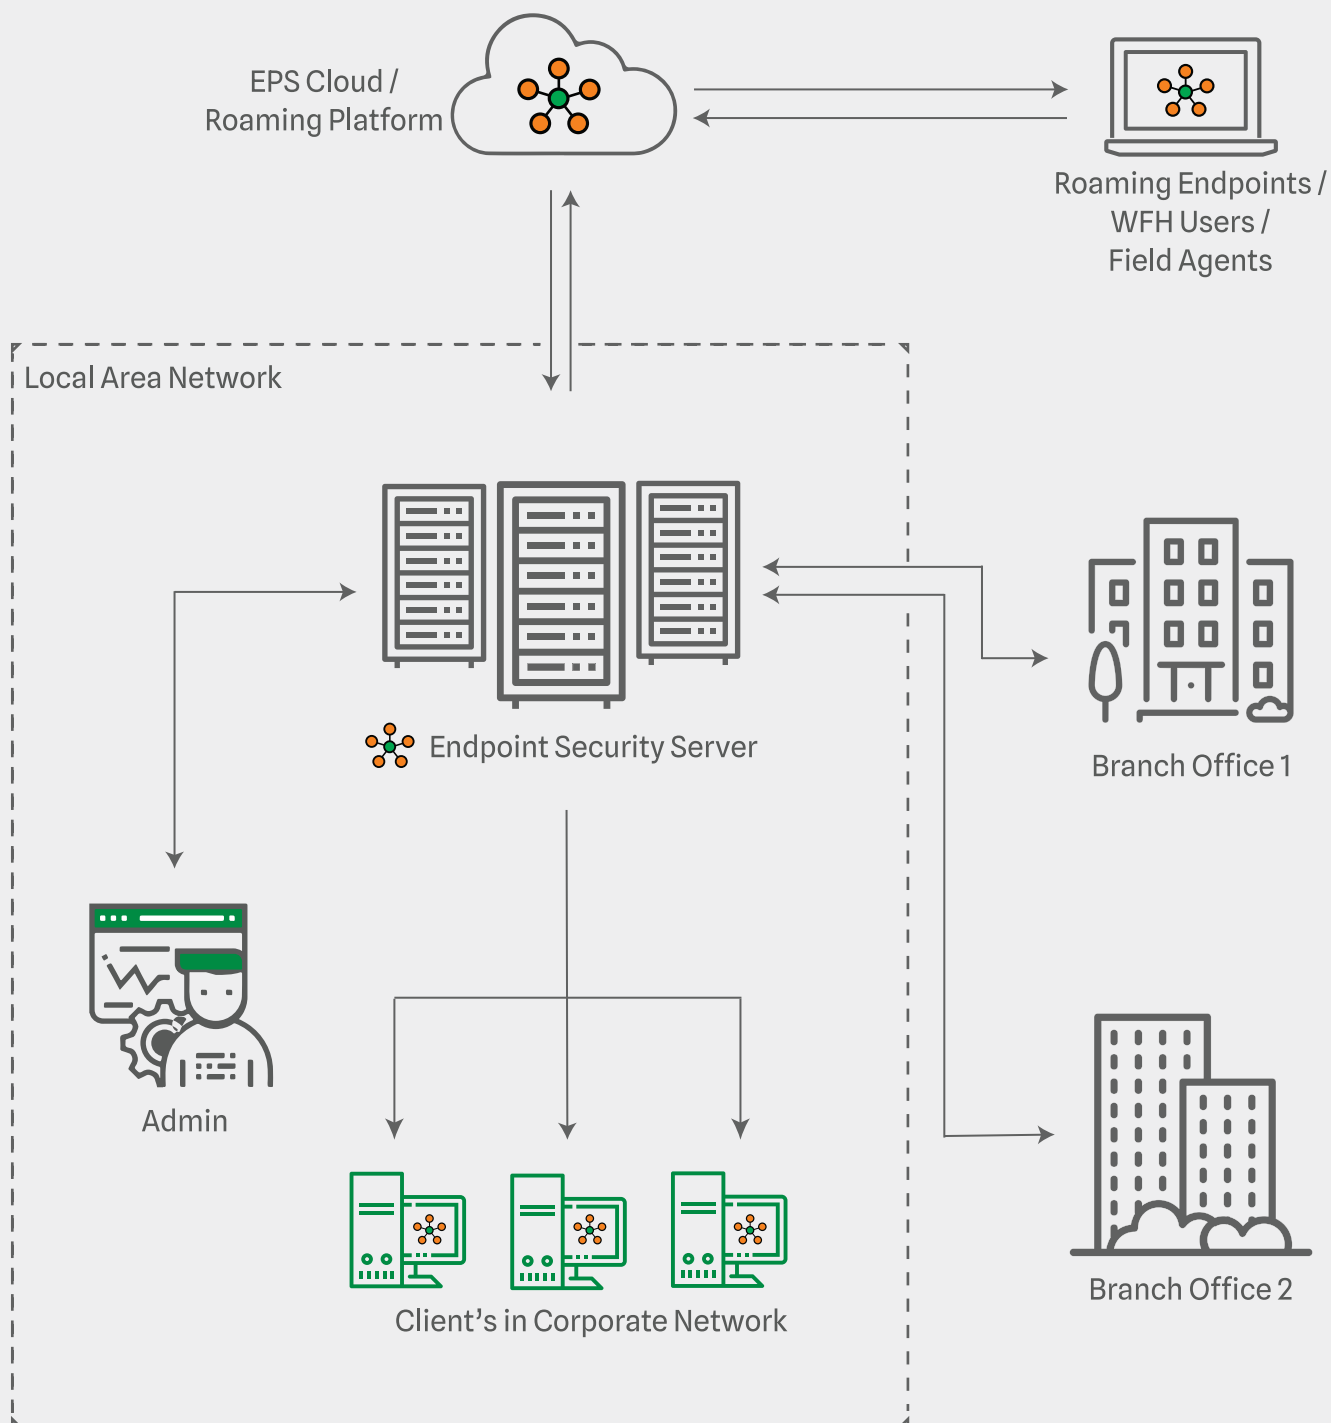 EPS Cloud /
Roaming Platform
Roaming Endpoints /
WFH Users /
Field Agents
Local Area Network
Endpoint Security Server
Branch Office 1
Admin
Branch Office 2
Client's in Corporate Network